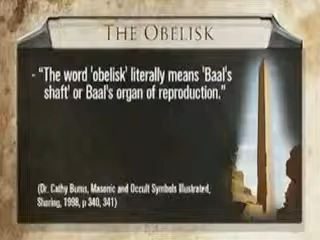 THE OBELISK
- "The word 'obelisk' literally means 'Baal's
shaft' or Baal's organ of reproduction."
(Dr. Cathy Burns, Masonic and Occult Symbols Illustrated,
Sharing, 1998, p 340, 341)